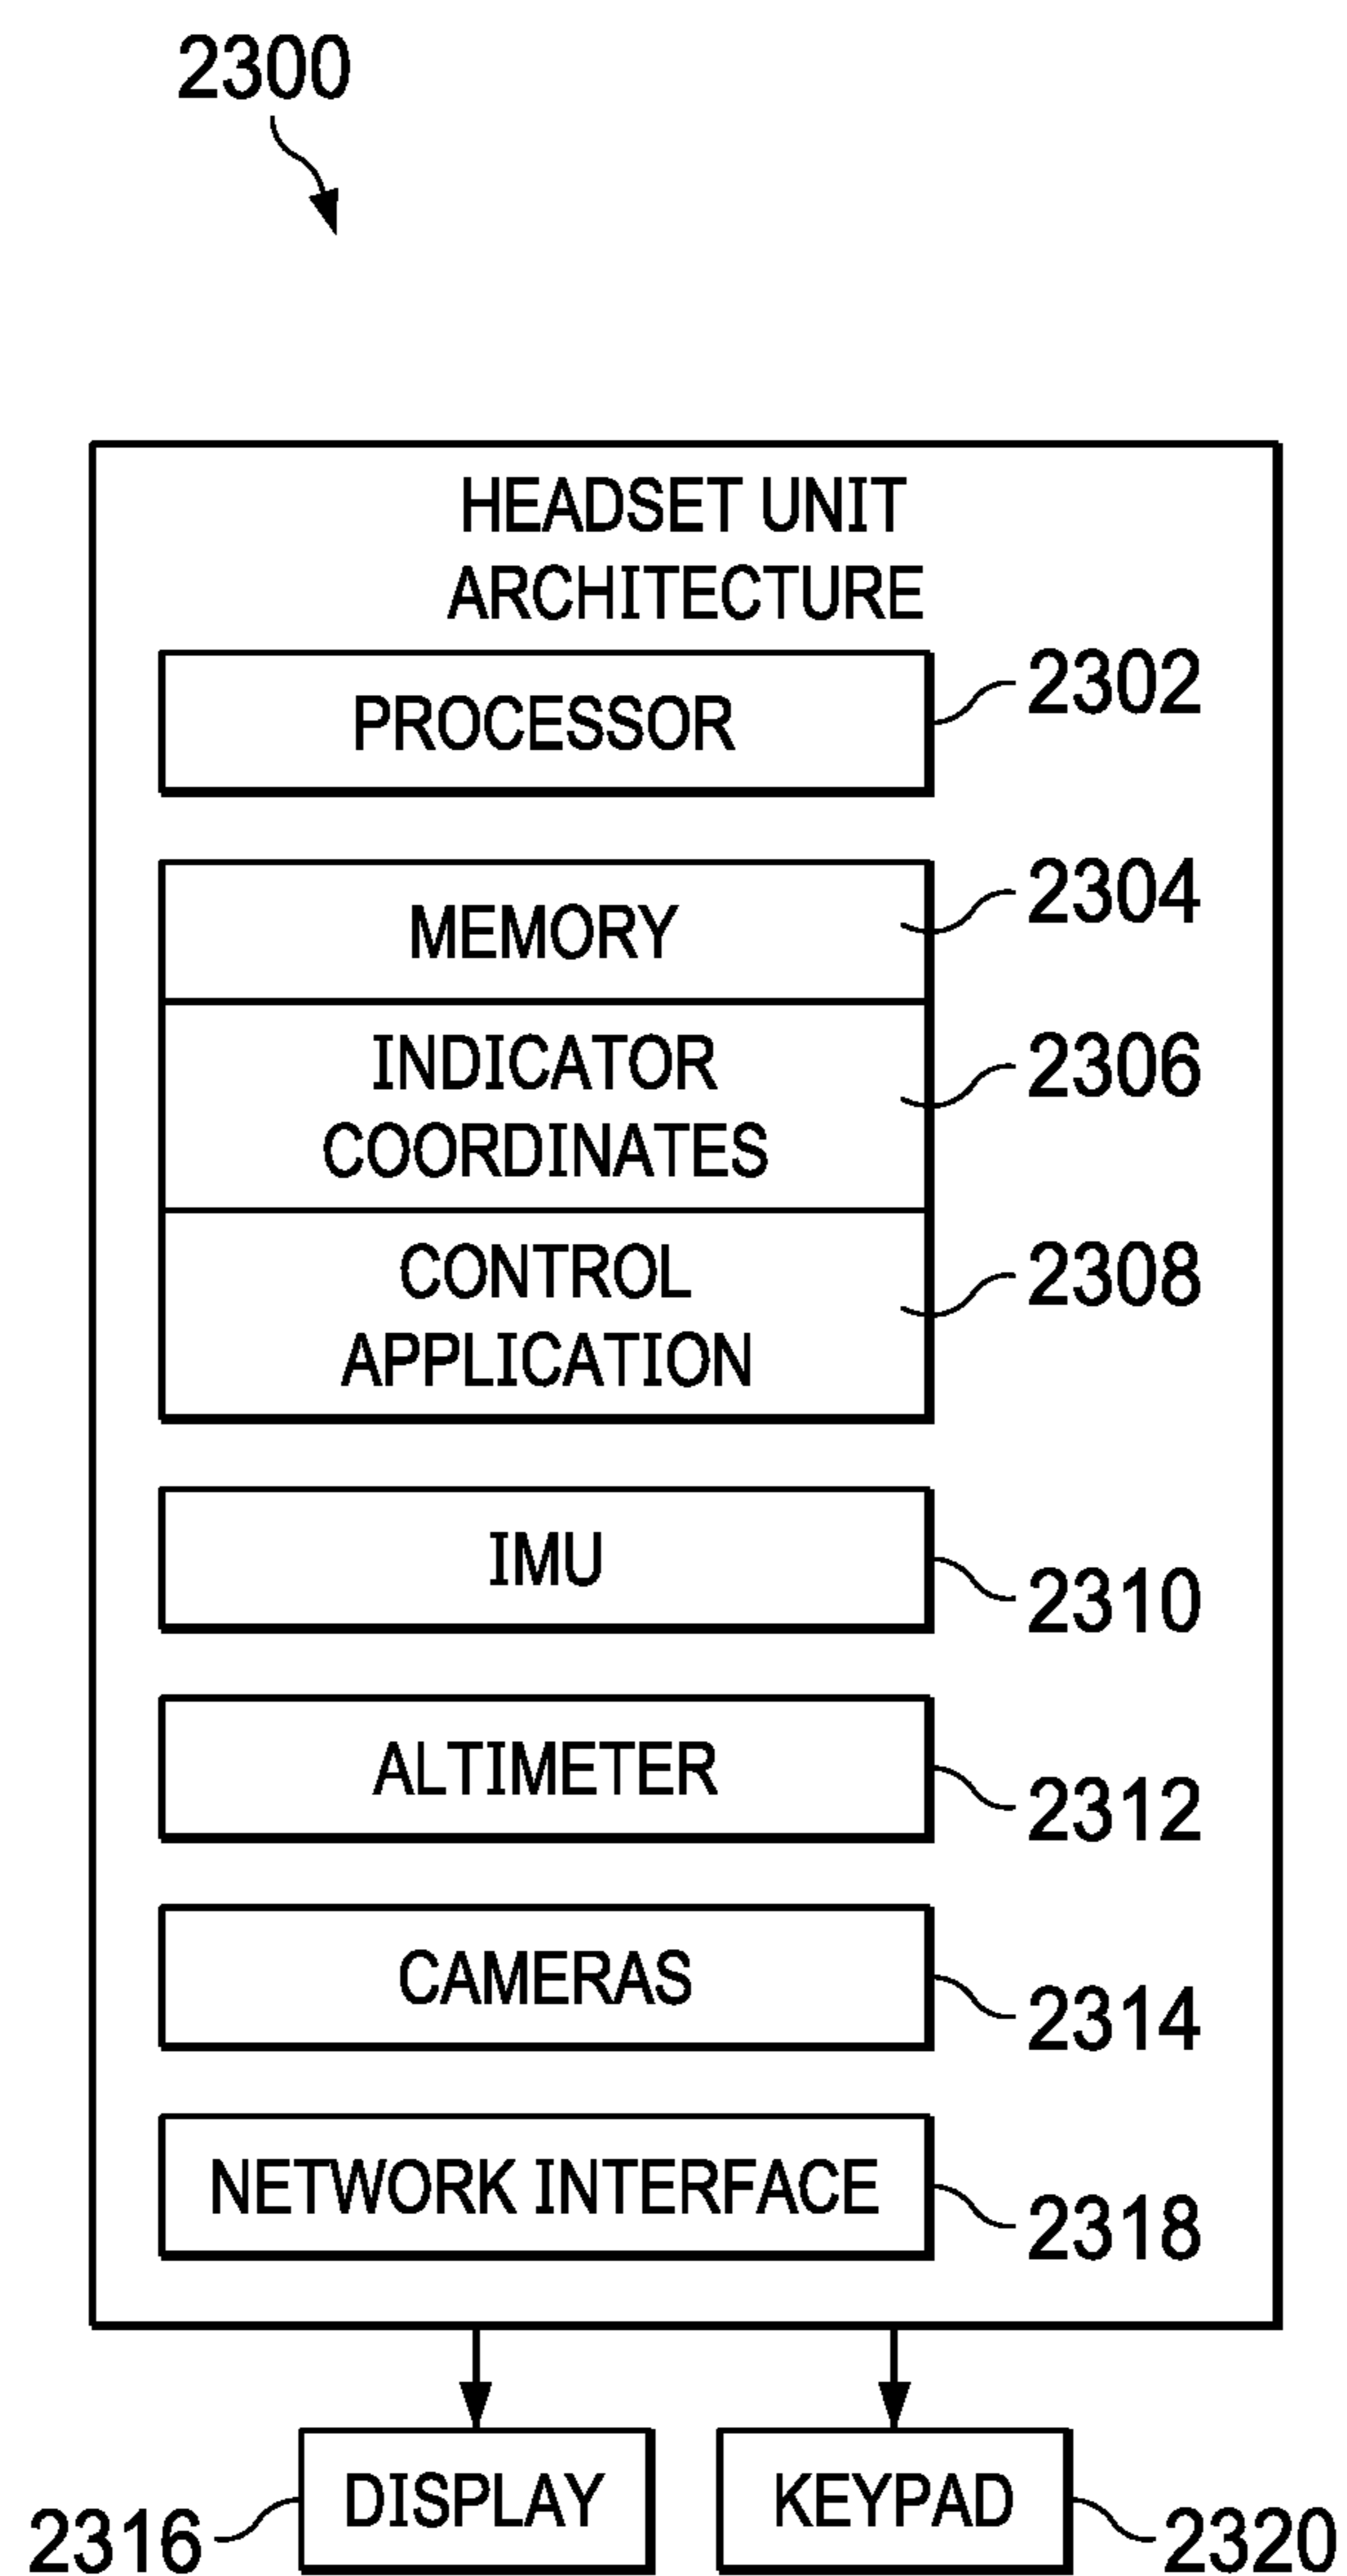 2300
HEADSET UNIT
ARCHITECTURE
PROCESSOR
2302
MEMORY
2304
INDICATOR
COORDINATES
2306
CONTROL
APPLICATION
2308
IMU
2310
ALTIMETER
2312
CAMERAS
2314
NETWORK INTERFACE
2318
2316
DISPLAY
KEYPAD
2320